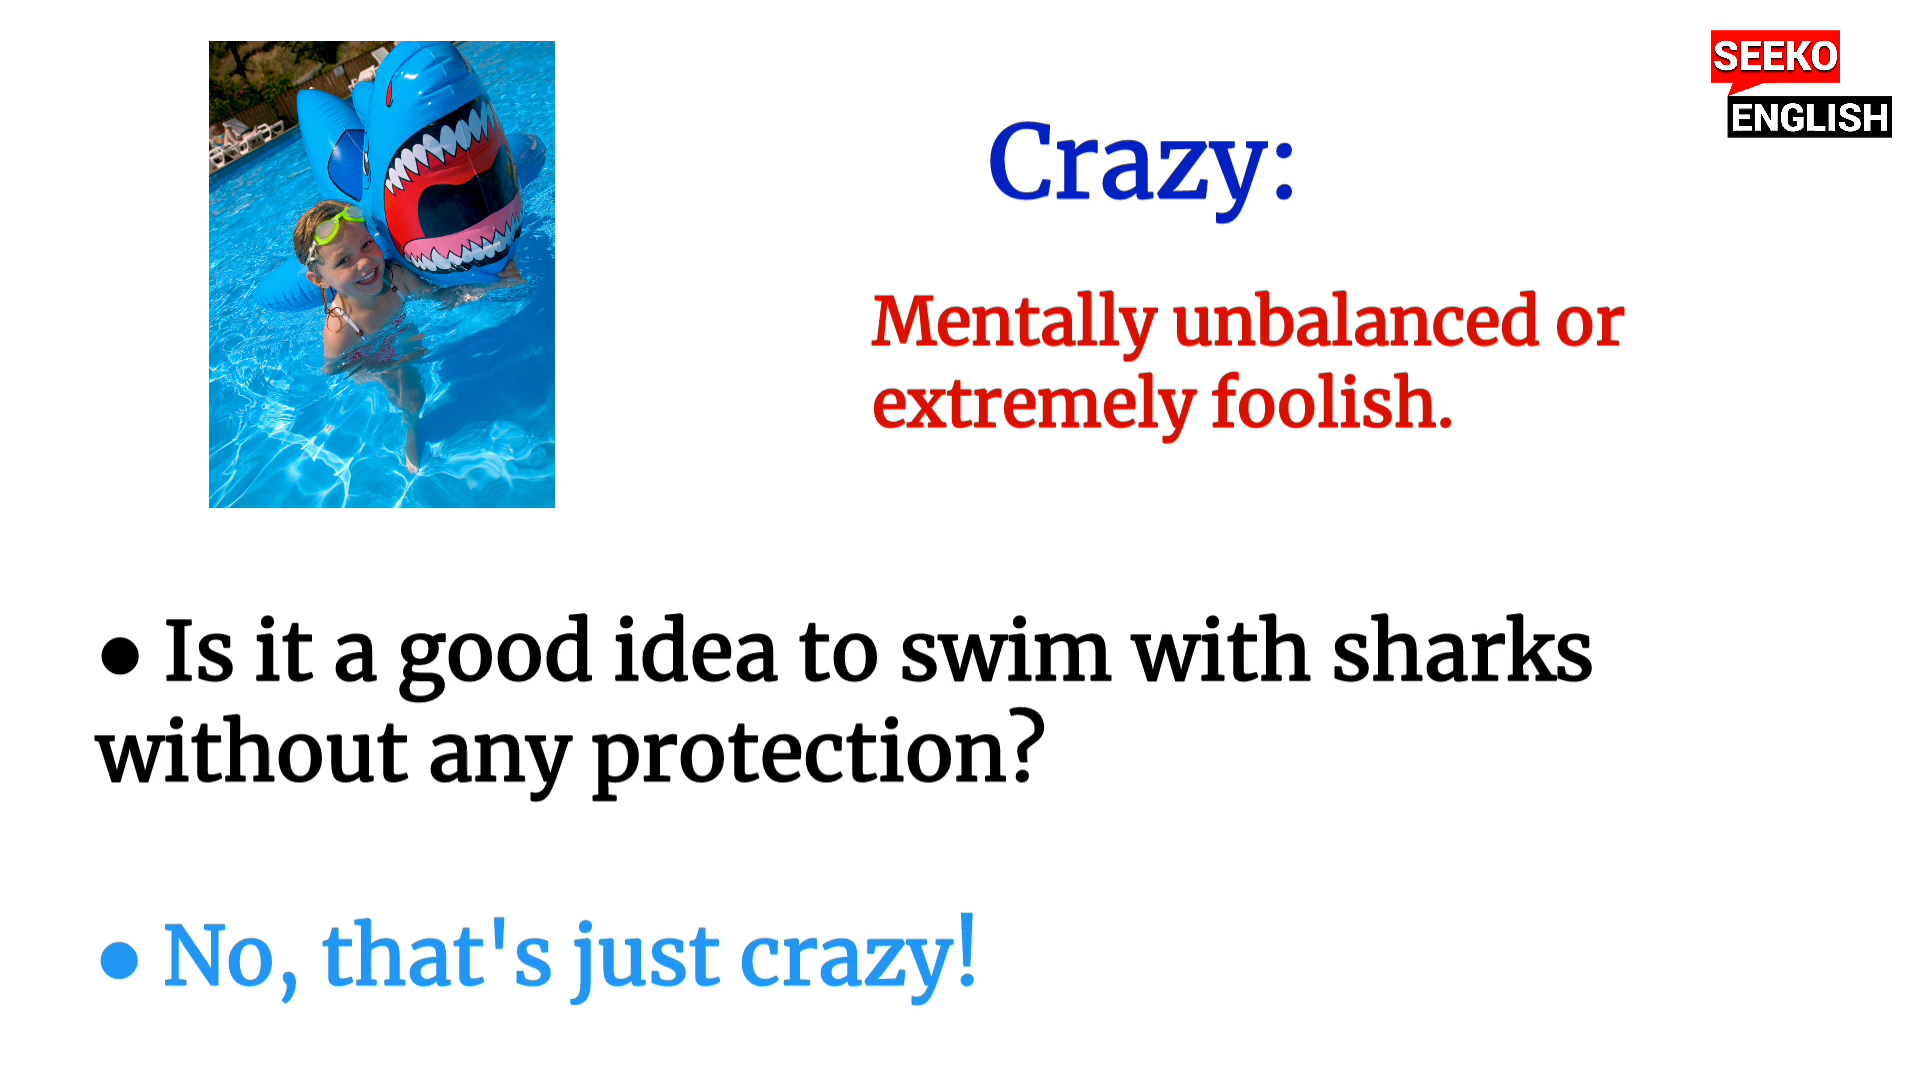 SEEKO
ENGLISH
Crazy:
Mentally unbalanced or
extremely foolish.
● Is it a good idea to swim with sharks
without any protection?
● No, that's just crazy!